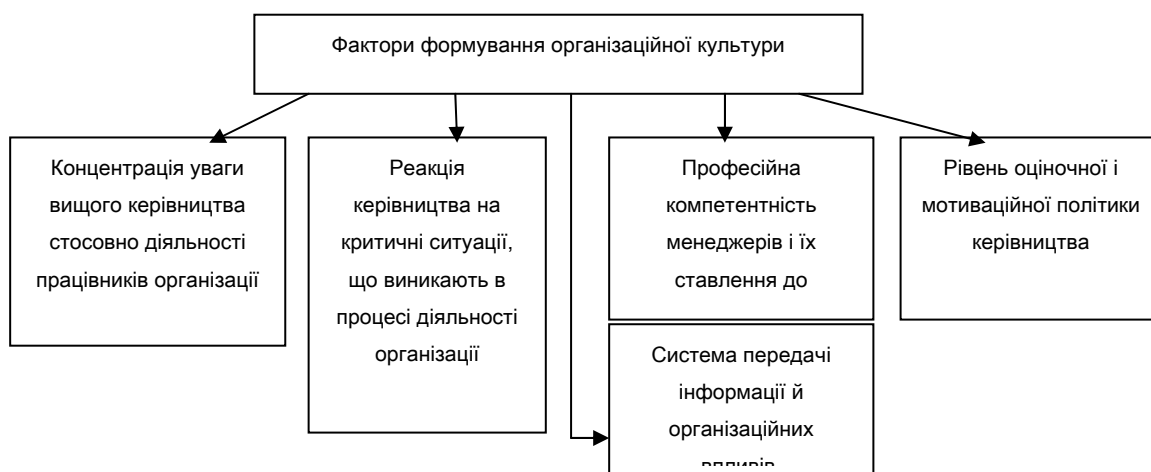 Фактори формування організаційної культури
Концентрація уваги
вищого керівництва
стосовно діяльності
працівників організації
Реакція
керівництва на
критичні ситуації,
що виникають в
процесі діяльності
організації
Професійна
компетентність
менеджерів і їх
ставлення до
Рівень оціночної і
мотиваційної політики
керівництва
Система передачі
інформації й
організаційних
впливів